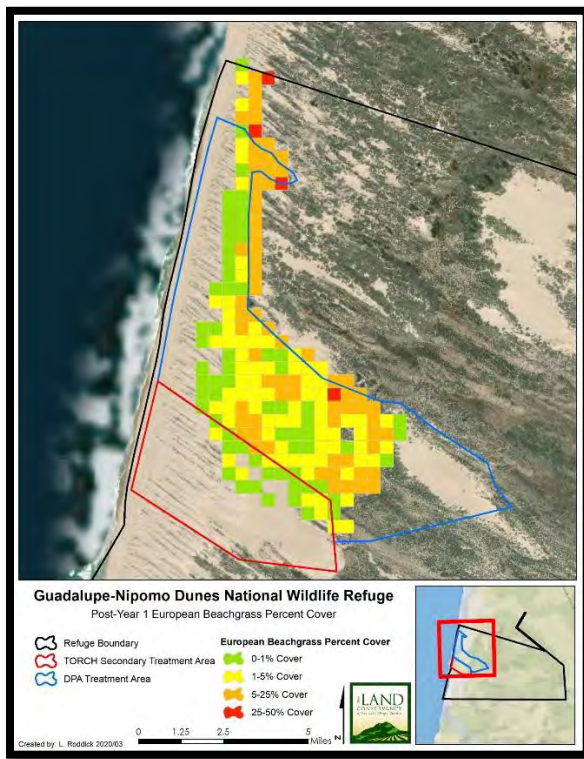 Guadalupe-Nipomo Dunes National Wildlife Refuge
Post-Year 1 European Beachgrass Percent Cover
Refuge Boundary
TORCH Secondary Treatment Area
DPA Treatment Area
European Beachgrass Percent Cover
0-1% Cover
1-5% Cover
5-25% Cover
25-50% Cover
0 1.25 2.5 5
Miles
N
THE LAND
CONSERVANCY
Created by: L. Roddick 2020/03